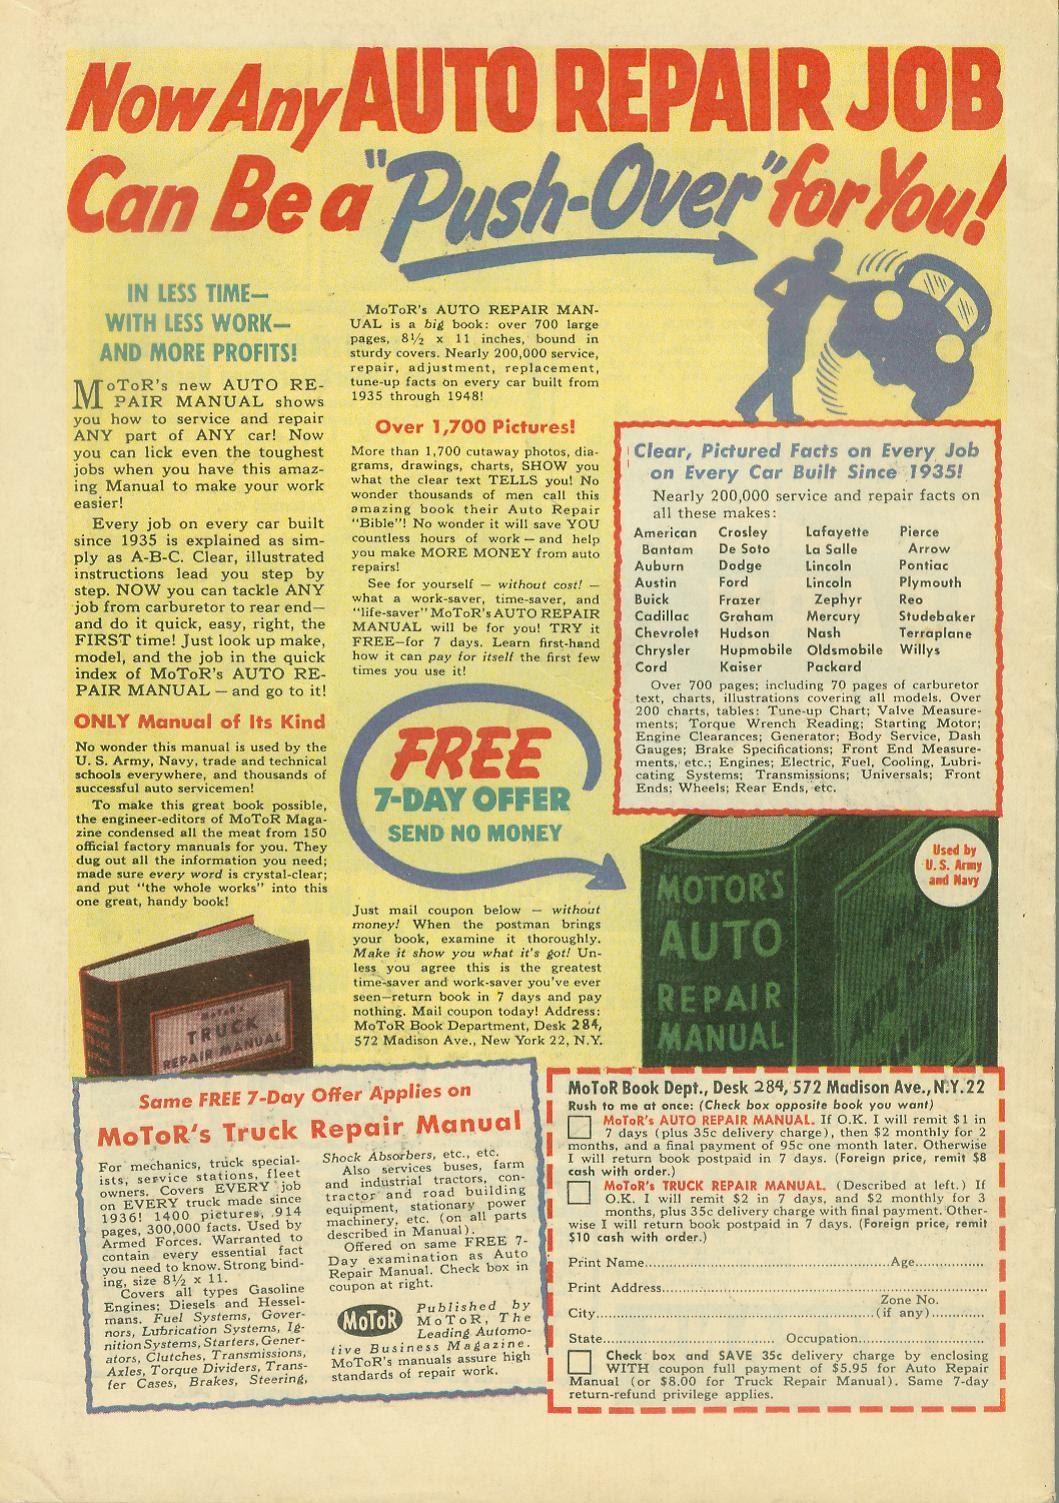 Now Any AUTO REPAIR JOB
Can Be a "Push-Over" for You!
IN LESS TIME—
WITH LESS WORK—
AND MORE PROFITS!
MoToR's new AUTO RE-
PAIR MANUAL shows
you how to service and repair
ANY part of ANY car! Now
you can lick even the toughest
jobs when you have this amaz-
ing Manual to make your work
easier!
Every job on every car built
since 1935 is explained as sim-
ply as A-B-C. Clear, illustrated
instructions lead you step by
step. NOW you can tackle ANY
job from carburetor to rear end—
and do it quick, easy, right, the
FIRST time! Just look up make,
model, and the job in the quick
index of MoToR's AUTO RE-
PAIR MANUAL — and go to it!
ONLY Manual of Its Kind
No wonder this manual is used by the
U. S. Army, Navy, trade and technical
schools everywhere, and thousands of
successful auto servicemen!
To make this great book possible,
the engineer-editors of MoToR Maga-
zine condensed all the meat from 150
official factory manuals for you. They
dug out all the information you need;
made sure every word is crystal-clear;
and put "the whole works" into this
one great, handy book!
MoToR's AUTO REPAIR MAN-
UAL is a big book: over 700 large
pages, 8½ x 11 inches, bound in
sturdy covers. Nearly 200,000 service,
repair, adjustment, replacement,
tune-up facts on every car built from
1935 through 1948!
Over 1,700 Pictures!
More than 1,700 cutaway photos, dia-
grams, drawings, charts, SHOW you
what the clear text TELLS you! No
wonder thousands of men call this
amazing book their Auto Repair
"Bible"! No wonder it will save YOU
countless hours of work — and help
you make MORE MONEY from auto
repairs!
See for yourself — without cost! —
what a work-saver, time-saver, and
"life-saver" MoToR's AUTO REPAIR
MANUAL will be for you! TRY it
FREE—for 7 days. Learn first-hand
how it can pay for itself the first few
times you use it!
FREE
7-DAY OFFER
SEND NO MONEY
Just mail coupon below — without
money! When the postman brings
your book, examine it thoroughly.
Make it show you what it's got! Un-
less you agree this is the greatest
time-saver and work-saver you've ever
seen—return book in 7 days and pay
nothing. Mail coupon today! Address:
MoToR Book Department, Desk 284,
572 Madison Ave., New York 22, N.Y.
Clear, Pictured Facts on Every Job
on Every Car Built Since 1935!
Nearly 200,000 service and repair facts on
all these makes:
American
Bantam
Auburn
Austin
Buick
Cadillac
Chevrolet
Chrysler
Cord
Crosley
De Soto
Dodge
Ford
Frazer
Graham
Hudson
Hupmobile
Kaiser
Lafayette
La Salle
Lincoln
Lincoln
Zephyr
Mercury
Nash
Oldsmobile
Packard
Pierce
Arrow
Pontiac
Plymouth
Reo
Studebaker
Terraplane
Willys
Over 700 pages; including 70 pages of carburetor
text, charts, illustrations covering all models. Over
200 charts, tables: Tune-up Chart; Valve Measure-
ments; Torque Wrench Reading; Starting Motor;
Engine Clearances; Generator; Body Service, Dash
Gauges; Brake Specifications; Front End Measure-
ments, etc.; Engines; Electric, Fuel, Cooling, Lubri-
cating Systems; Transmissions; Universals; Front
Ends; Wheels; Rear Ends, etc.
Used by
U. S. Army
and Navy
MOTOR'S
AUTO
REPAIR
MANUAL
MoToR's
TRUCK
REPAIR MANUAL
Same FREE 7-Day Offer Applies on
MoToR's Truck Repair Manual
For mechanics, truck special-
ists, service stations, fleet
owners. Covers EVERY job
on EVERY truck made since
1936! 1400 pictures, 914
pages, 300,000 facts. Used by
Armed Forces. Warranted to
contain every essential fact
you need to know. Strong bind-
ing, size 8½ x 11.
Covers all types Gasoline
Engines; Diesels and Hessel-
mans. Fuel Systems, Gover-
nors, Lubrication Systems, Ig-
nition Systems, Starters, Gener-
ators, Clutches, Transmissions,
Axles, Torque Dividers, Trans-
fer Cases, Brakes, Steering,
Shock Absorbers, etc., etc.
Also services buses, farm
and industrial tractors, con-
tractor and road building
equipment, stationary power
machinery, etc. (on all parts
described in Manual).
Offered on same FREE 7-
Day examination as Auto
Repair Manual. Check box in
coupon at right.
MoToR
Published by
MoToR, The
Leading Automo-
tive Business Magazine.
MoToR's manuals assure high
standards of repair work.
MoToR Book Dept., Desk 284, 572 Madison Ave., N.Y. 22
Rush to me at once: (Check box opposite book you want)
MoToR's AUTO REPAIR MANUAL. If O.K. I will remit $1 in
7 days (plus 35c delivery charge), then $2 monthly for 2
months, and a final payment of 95c one month later. Otherwise
I will return book postpaid in 7 days. (Foreign price, remit $8
cash with order.)
MoToR's TRUCK REPAIR MANUAL. (Described at left.) If
O.K. I will remit $2 in 7 days, and $2 monthly for 3
months, plus 35c delivery charge with final payment. Other-
wise I will return book postpaid in 7 days. (Foreign price, remit
$10 cash with order.)
Print Name........Age........
Print Address........
Zone No.
City........(if any)........
State........ Occupation........
Check box and SAVE 35c delivery charge by enclosing
WITH coupon full payment of $5.95 for Auto Repair
Manual (or $8.00 for Truck Repair Manual). Same 7-day
return-refund privilege applies.